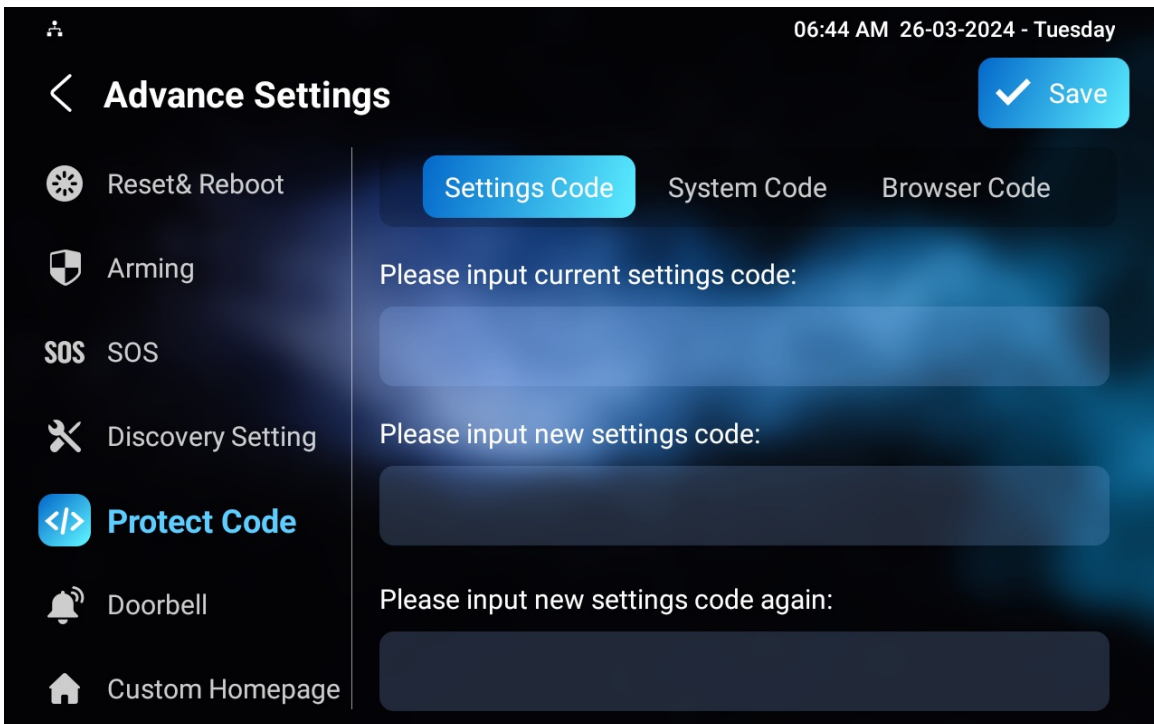 06:44 AM 26-03-2024 - Tuesday
Advance Settings
Save
Reset& Reboot
Arming
SOS SOS
Discovery Setting
Protect Code
Doorbell
Custom Homepage
Settings Code System Code Browser Code
Please input current settings code:
Please input new settings code:
Please input new settings code again: